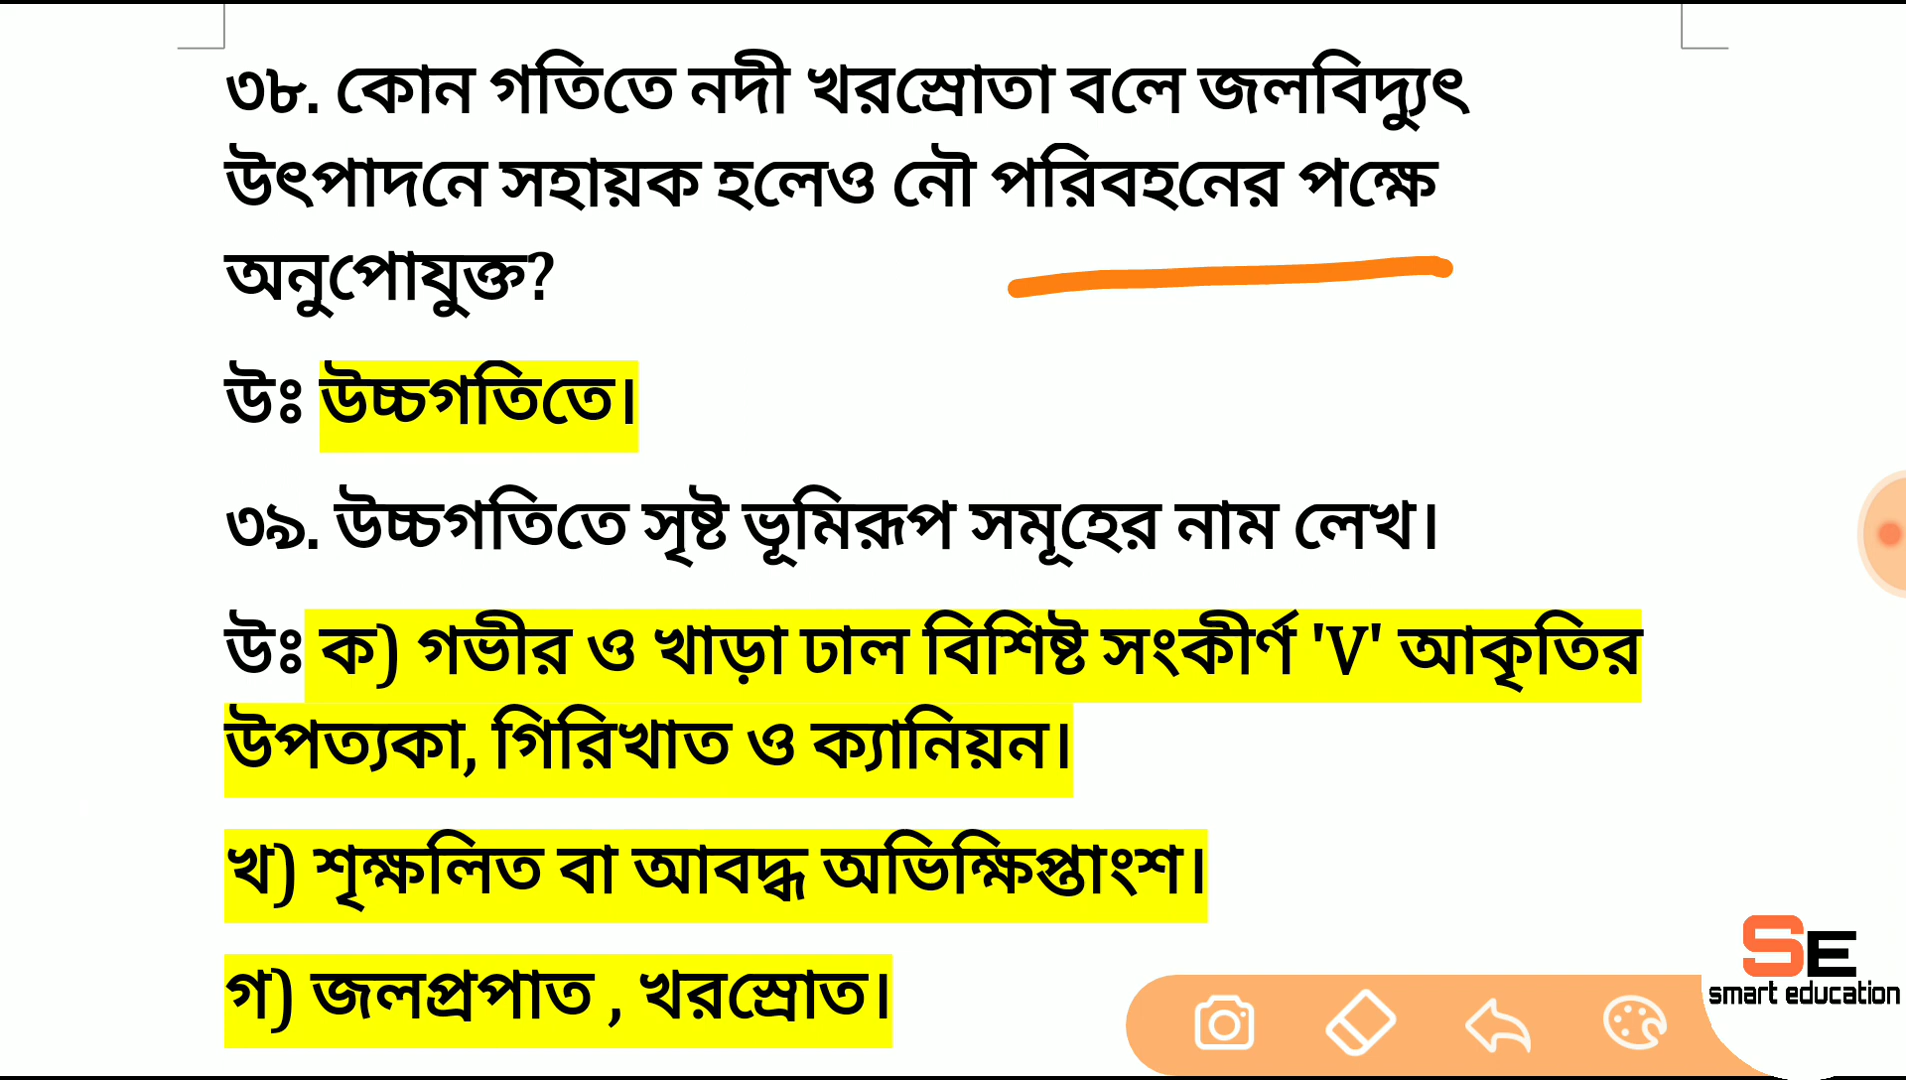 ৩৮. কোন গতিতে নদী খরস্রোতা বলে জলবিদ্যুৎ
উৎপাদনে সহায়ক হলেও নৌ পরিবহনের পক্ষে
অনুপোযুক্ত?
উঃ উচ্চগতিতে।
৩৯. উচ্চগতিতে সৃষ্ট ভূমিরূপ সমূহের নাম লেখ।
উঃ ক) গভীর ও খাড়া ঢাল বিশিষ্ট সংকীর্ণ 'V' আকৃতির
উপত্যকা, গিরিখাত ও ক্যানিয়ন।
খ) শৃক্ষলিত বা আবদ্ধ অভিক্ষিপ্তাংশ।
গ) জলপ্রপাত , খরস্রোত।
SE
smart education